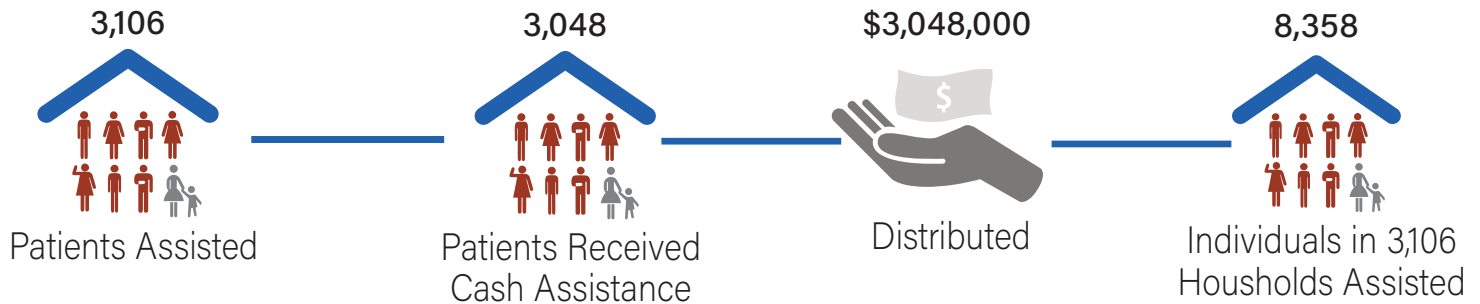 3,106
Patients Assisted
3,048
Patients Received
Cash Assistance
$3,048,000
$
Distributed
8,358
Individuals in 3,106
Housholds Assisted